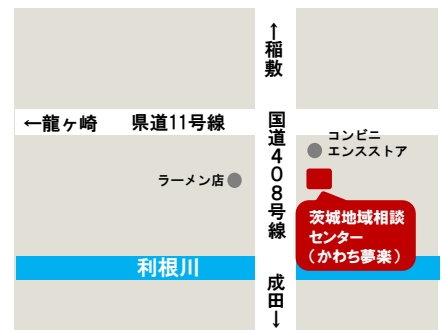 ↑稲敷
←龍ヶ崎　県道11号線
国道408号線
コンビニ
エンスストア
ラーメン店
茨城地域相談
センター
（かわち夢楽）
利根川
成田↓